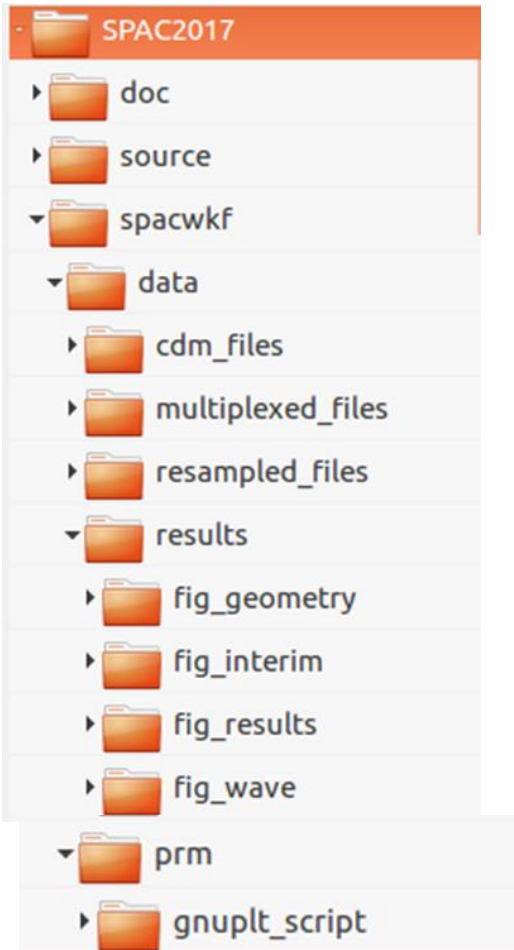 SPAC2017
doc
source
spacwkf
data
cdm_files
multiplexed_files
resampled_files
results
fig_geometry
fig_interim
fig_results
fig_wave
prm
gnuplt_script